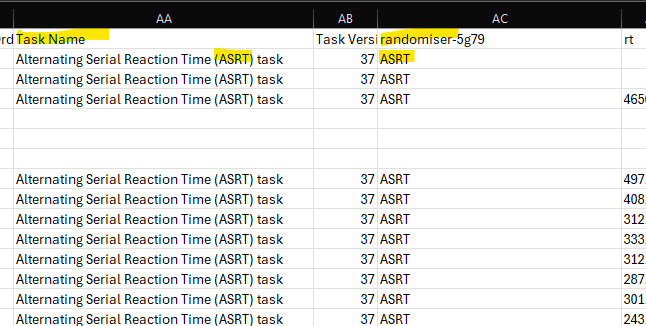 AA AB AC
rd Task Name Task Versi randomiser-5g79 rt
Alternating Serial Reaction Time (ASRT) task 37 ASRT
Alternating Serial Reaction Time (ASRT) task 37 ASRT
Alternating Serial Reaction Time (ASRT) task 37 ASRT 465
Alternating Serial Reaction Time (ASRT) task 37 ASRT 497.
Alternating Serial Reaction Time (ASRT) task 37 ASRT 408.
Alternating Serial Reaction Time (ASRT) task 37 ASRT 312.
Alternating Serial Reaction Time (ASRT) task 37 ASRT 333.
Alternating Serial Reaction Time (ASRT) task 37 ASRT 312.
Alternating Serial Reaction Time (ASRT) task 37 ASRT 287.
Alternating Serial Reaction Time (ASRT) task 37 ASRT 301.
Alternating Serial Reaction Time (ASRT) task 37 ASRT 243.